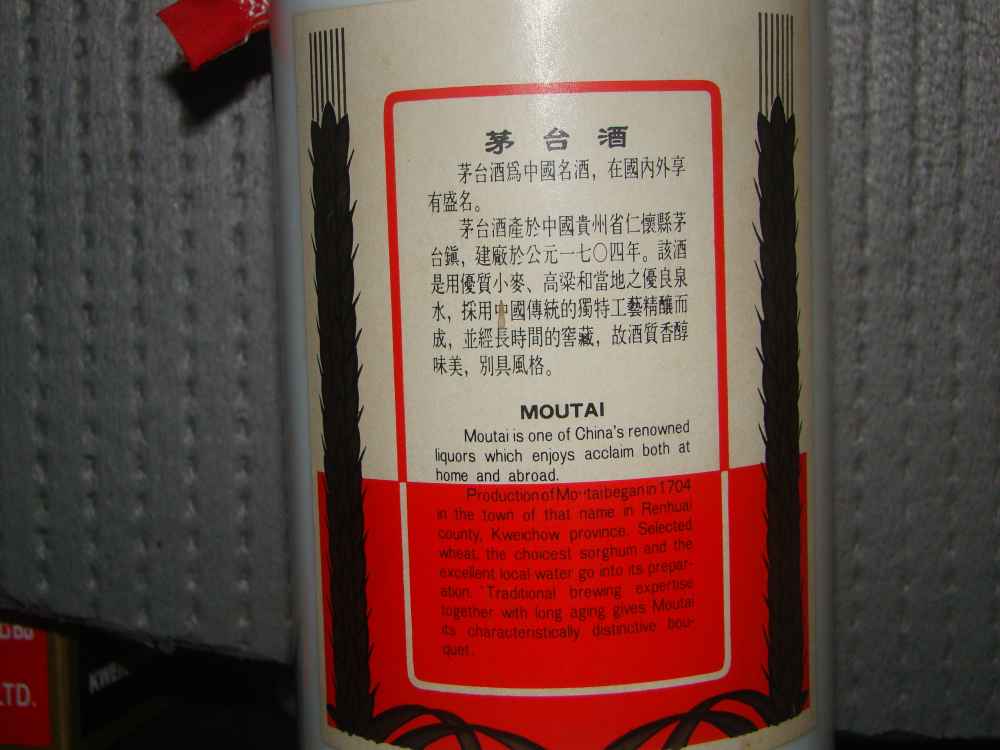 茅台酒
茅台酒爲中國名酒，在國內外享
有盛名。
茅台酒產於中國貴州省仁懷縣茅
台鎭，建廠於公元一七〇四年。該酒
是用優質小麥、高粱和當地之優良泉
水，採用中國傳統的獨特工藝精釀而
成，並經長時間的窖藏，故酒質香醇
味美，別具風格。
MOUTAI
Moutai is one of China's renowned
liquors which enjoys acclaim both at
home and abroad.
Production of Moutai began in 1704
in the town of that name in Renhuai
county, Kweichow province. Selected
wheat, the choicest sorghum and the
excellent local water go into its prepar-
ation. Traditional brewing expertise
together with long aging gives Moutai
its characteristically distinctive bou-
quet.
LTD.